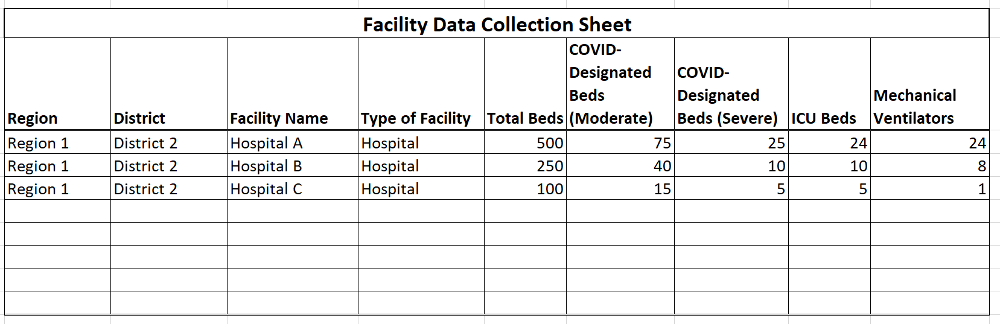 Facility Data Collection Sheet
Region District Facility Name Type of Facility Total Beds COVID-Designated Beds (Moderate) COVID-Designated Beds (Severe) ICU Beds Mechanical Ventilators
Region 1 District 2 Hospital A Hospital 500 75 25 24 24
Region 1 District 2 Hospital B Hospital 250 40 10 10 8
Region 1 District 2 Hospital C Hospital 100 15 5 5 1